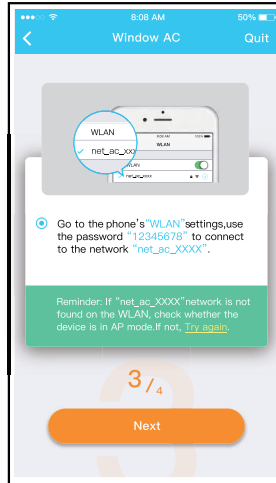 8:08 AM
50%
Window AC
Quit
WLAN
net_ac_xxx
WLAN
WLAN
net_ac_xxxx
Go to the phone's"WLAN"settings,use
the password "12345678" to connect
to the network "net_ac_XXXX".
Reminder: If "net_ac_XXXX"network is not
found on the WLAN, check whether the
device is in AP mode.If not, Try again.
3/4
Next